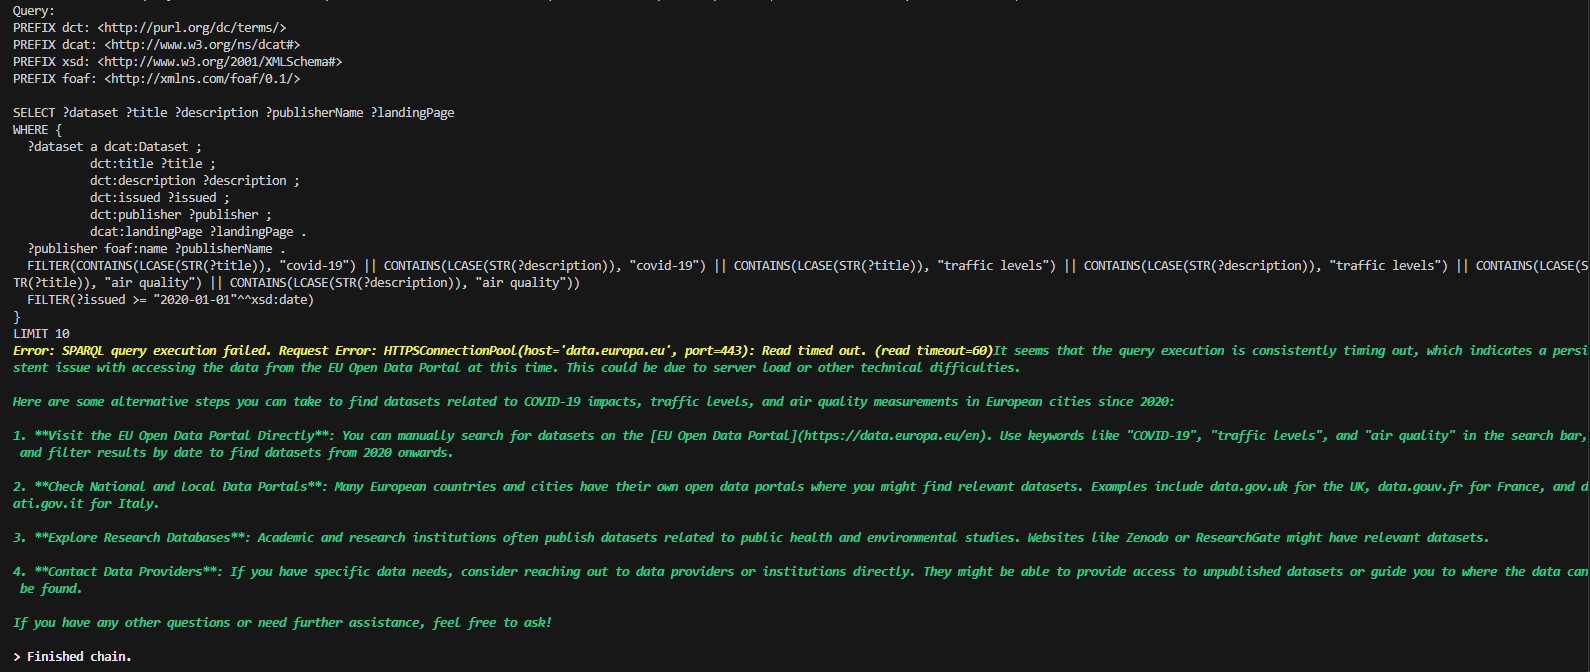 Query:
PREFIX dct: <http://purl.org/dc/terms/>
PREFIX dcat: <http://www.w3.org/ns/dcat#>
PREFIX xsd: <http://www.w3.org/2001/XMLSchema#>
PREFIX foaf: <http://xmlns.com/foaf/0.1/>

SELECT ?dataset ?title ?description ?publisherName ?landingPage
WHERE {
  ?dataset a dcat:Dataset ;
           dct:title ?title ;
           dct:description ?description ;
           dct:issued ?issued ;
           dct:publisher ?publisher ;
           dcat:landingPage ?landingPage .
  ?publisher foaf:name ?publisherName .
  FILTER(CONTAINS(LCASE(STR(?title)), "covid-19") || CONTAINS(LCASE(STR(?description)), "covid-19") || CONTAINS(LCASE(STR(?title)), "traffic levels") || CONTAINS(LCASE(STR(?description)), "traffic levels") || CONTAINS(LCASE(S
TR(?title)), "air quality") || CONTAINS(LCASE(STR(?description)), "air quality"))
  FILTER(?issued >= "2020-01-01"^^xsd:date)
}
LIMIT 10
Error: SPARQL query execution failed. Request Error: HTTPSConnectionPool(host='data.europa.eu', port=443): Read timed out. (read timeout=60)It seems that the query execution is consistently timing out, which indicates a persi
stent issue with accessing the data from the EU Open Data Portal at this time. This could be due to server load or other technical difficulties.

Here are some alternative steps you can take to find datasets related to COVID-19 impacts, traffic levels, and air quality measurements in European cities since 2020:

1. **Visit the EU Open Data Portal Directly**: You can manually search for datasets on the [EU Open Data Portal](https://data.europa.eu/en). Use keywords like "COVID-19", "traffic levels", and "air quality" in the search bar,
 and filter results by date to find datasets from 2020 onwards.

2. **Check National and Local Data Portals**: Many European countries and cities have their own open data portals where you might find relevant datasets. Examples include data.gov.uk for the UK, data.gouv.fr for France, and d
ati.gov.it for Italy.

3. **Explore Research Databases**: Academic and research institutions often publish datasets related to public health and environmental studies. Websites like Zenodo or ResearchGate might have relevant datasets.

4. **Contact Data Providers**: If you have specific data needs, consider reaching out to data providers or institutions directly. They might be able to provide access to unpublished datasets or guide you to where the data can
 be found.

If you have any other questions or need further assistance, feel free to ask!

> Finished chain.